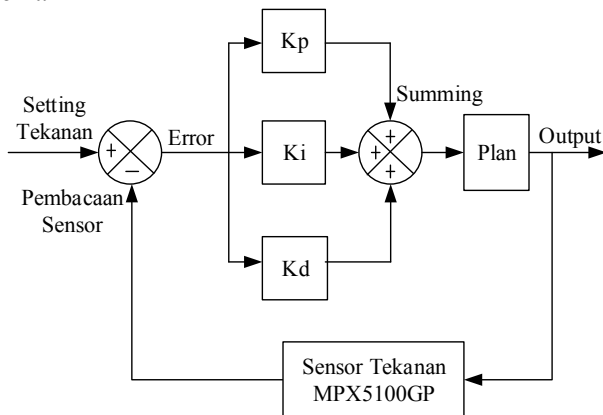 Kp
Setting
Tekanan
Summing
Error
Ki
Plan
Output
+
−
+
+
+
+
Pembacaan
Sensor
Kd
Sensor Tekanan
MPX5100GP